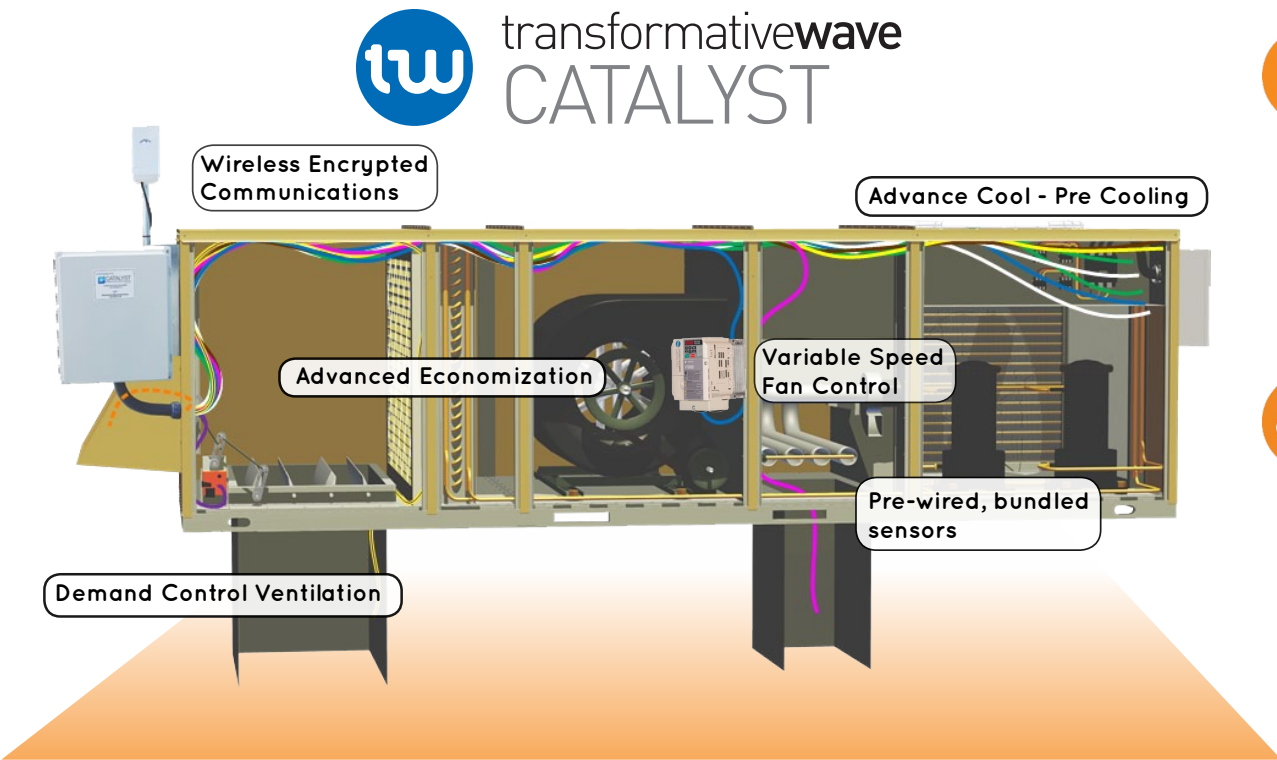 tw
transformativewave
CATALYST
Wireless Encrypted
Communications
Advance Cool - Pre Cooling
CATALYST
Advanced Economization
Variable Speed
Fan Control
Pre-wired, bundled
sensors
Demand Control Ventilation